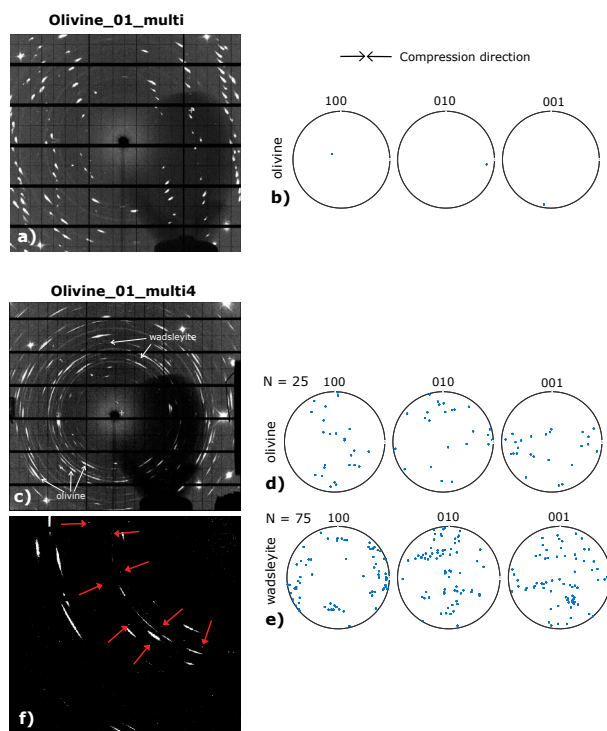 Olivine_01_multi
Compression direction
100
010
001
olivine
a)
b)
Olivine_01_multi4
wadsleyite
olivine
c)
N = 25
100
010
001
olivine
d)
N = 75
100
010
001
wadsleyite
e)
f)